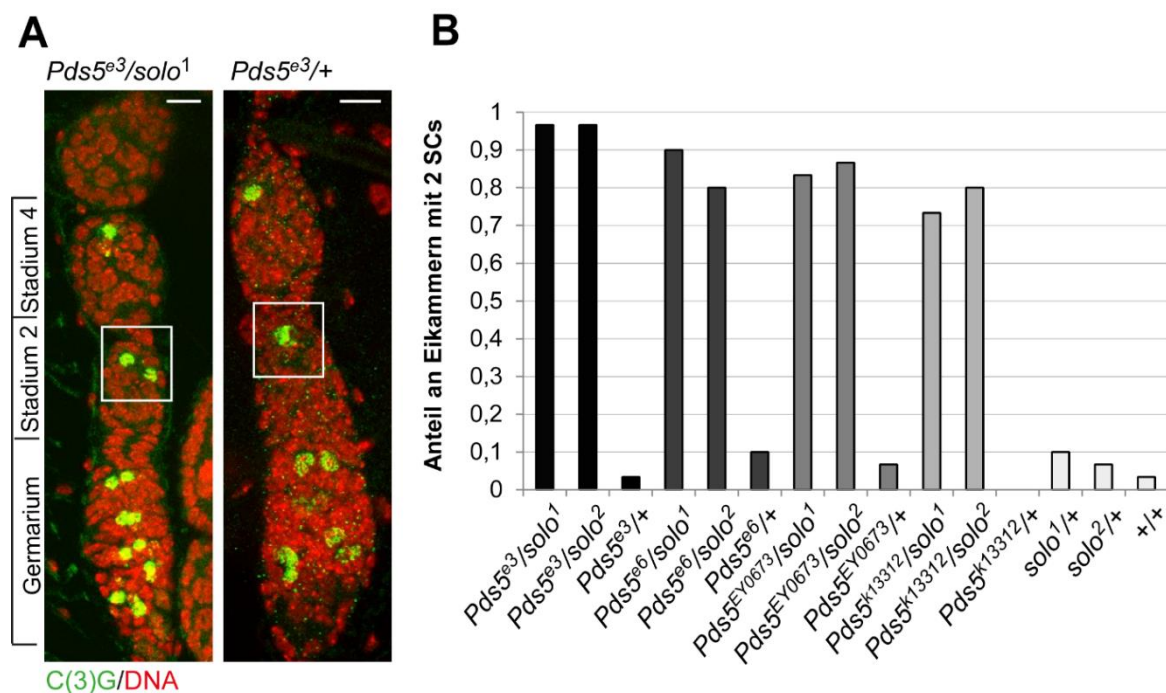 A
Pds5ᵉ³/solo¹
Pds5ᵉ³/+
Germarium
Stadium 2
Stadium 4
C(3)G/DNA
B
Anteil an Eikammern mit 2 SCs
1
0,9
0,8
0,7
0,6
0,5
0,4
0,3
0,2
0,1
0
Pds5ᵉ³/solo¹
Pds5ᵉ³/solo²
Pds5ᵉ³/+
Pds5ᵉ⁶/solo¹
Pds5ᵉ⁶/solo²
Pds5ᵉ⁶/+
Pds5ᴱʸ⁰⁶⁷³/solo¹
Pds5ᴱʸ⁰⁶⁷³/solo²
Pds5ᴱʸ⁰⁶⁷³/+
Pds5ᵏ¹³³¹²/solo¹
Pds5ᵏ¹³³¹²/solo²
Pds5ᵏ¹³³¹²/+
solo¹/+
solo²/+
+/+